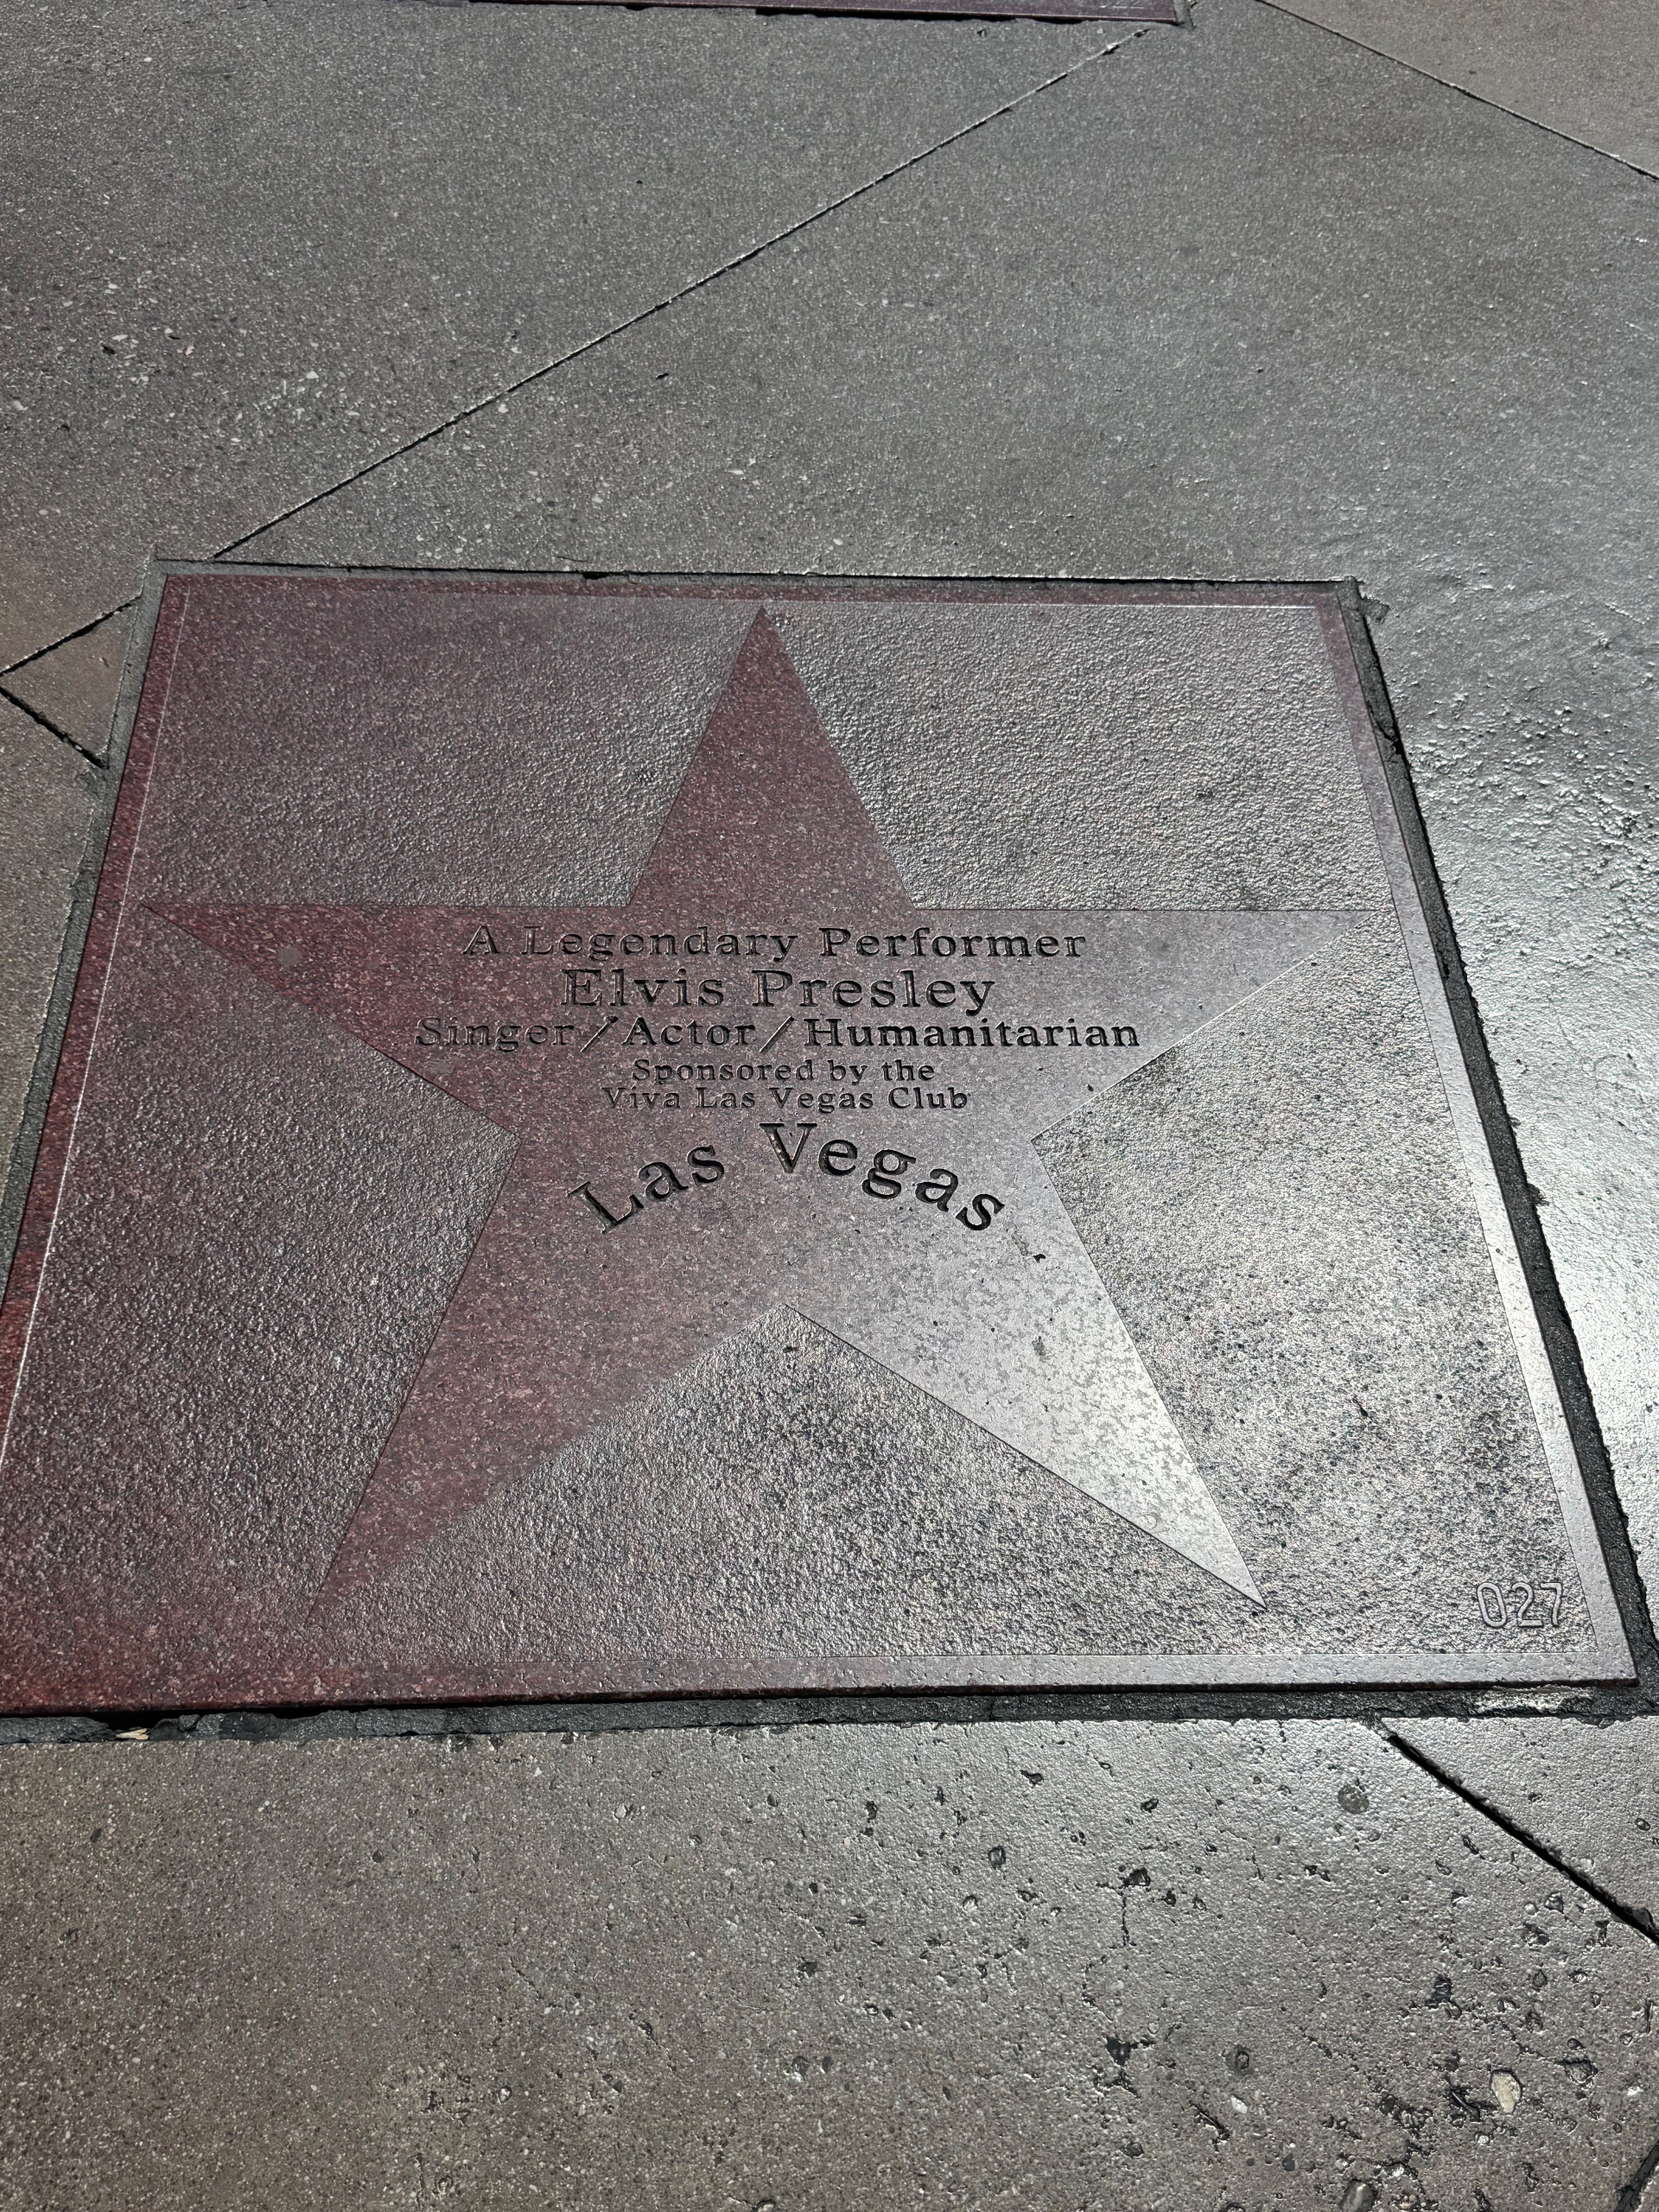 A Legendary Performer
Elvis Presley
Singer/Actor/Humanitarian
Sponsored by the
Viva Las Vegas Club
Las Vegas
027